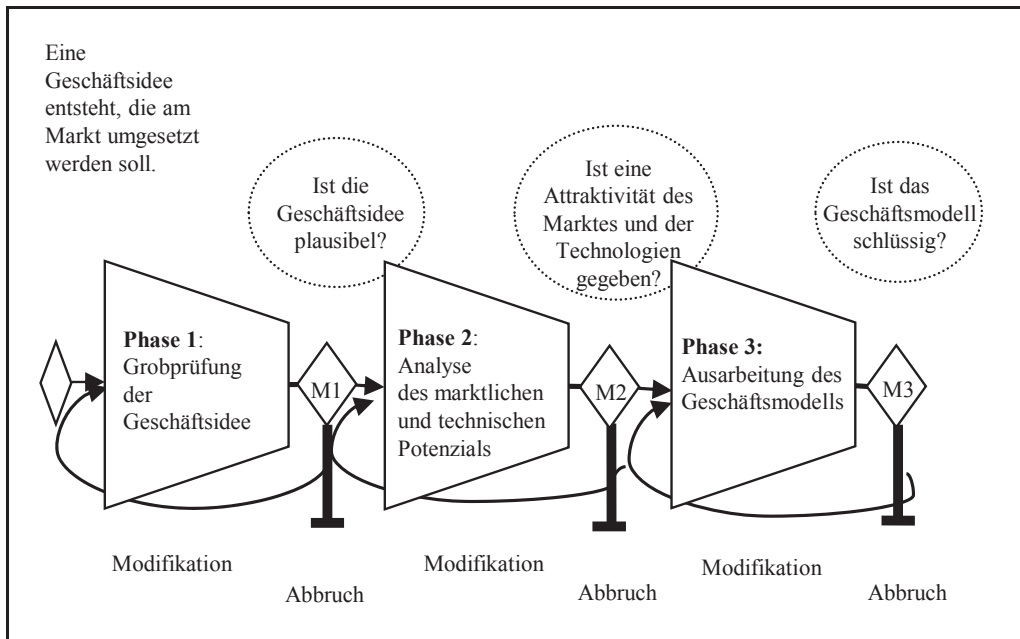 Eine
Geschäftsidee
entsteht, die am
Markt umgesetzt
werden soll.
Ist die
Geschäftsidee
plausibel?
Ist eine
Attraktivität des
Marktes und der
Technologien
gegeben?
Ist das
Geschäftsmodell
schlüssig?
Phase 1:
Grobprüfung
der
Geschäftsidee
M1
Phase 2:
Analyse
des marktlichen
und technischen
Potenzials
M2
Phase 3:
Ausarbeitung des
Geschäftsmodells
M3
Modifikation
Abbruch
Modifikation
Abbruch
Modifikation
Abbruch